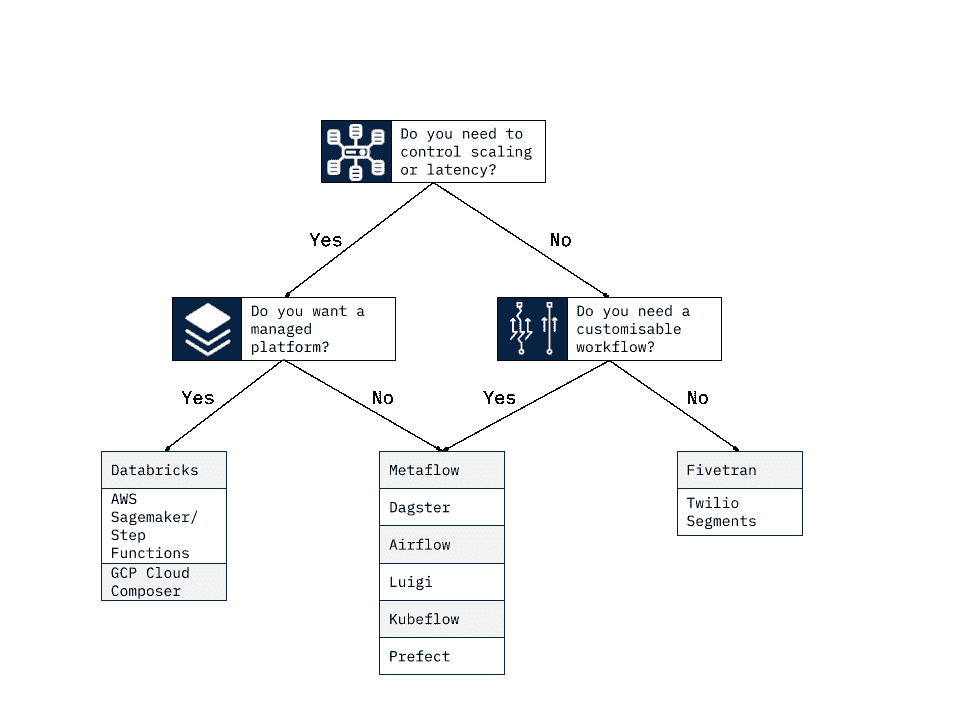 Do you need to
control scaling
or latency?
Yes
No
Do you want a
managed
platform?
Do you need a
customisable
workflow?
Yes
No
Yes
No
Databricks
AWS
Sagemaker/
Step
Functions
GCP Cloud
Composer
Metaflow
Dagster
Airflow
Luigi
Kubeflow
Prefect
Fivetran
Twilio
Segments